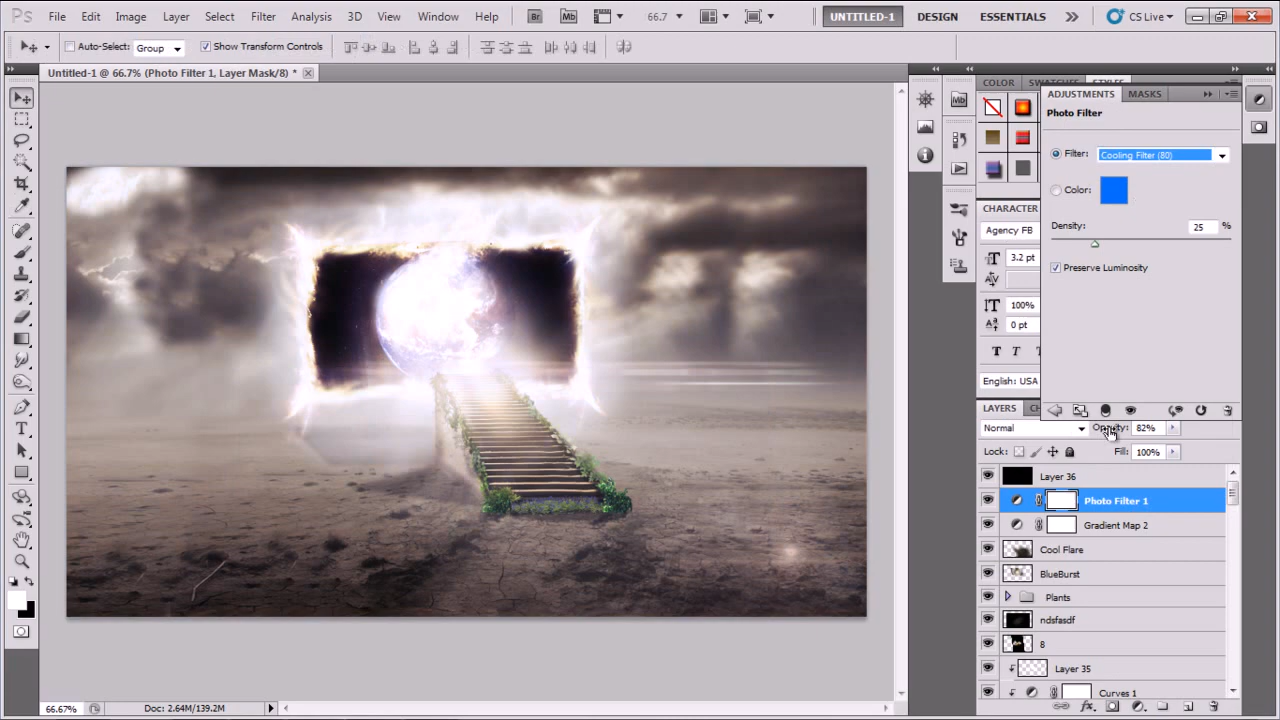 Ps File Edit Image Layer Select Filter Analysis 3D View Window Help Br Mb 66.7 UNTITLED-1 DESIGN ESSENTIALS CS Live
Auto-Select: Group Show Transform Controls
Untitled-1 @ 66.7% (Photo Filter 1, Layer Mask/8) *
COLOR SWATCHES STYLES
Mb
ADJUSTMENTS MASKS
Photo Filter
Filter: Cooling Filter (80)
Color:
Density: 25 %
Preserve Luminosity
CHARACTER
Agency FB
3.2 pt
100%
0 pt
T T
English: USA
LAYERS
Normal Opacity: 82%
Lock: Fill: 100%
Layer 36
Photo Filter 1
Gradient Map 2
Cool Flare
BlueBurst
Plants
ndsfasdf
8
Layer 35
Curves 1
66.67% Doc: 2.64M/139.2M